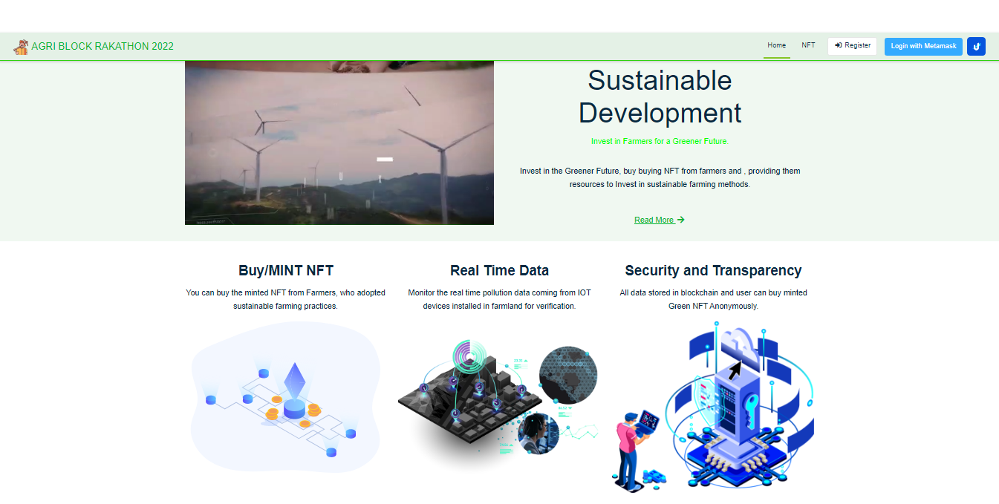 AGRI BLOCK RAKATHON 2022
Home
NFT
Register
Login with Metamask
Sustainable
Development
Invest in Farmers for a Greener Future.
Invest in the Greener Future, buy buying NFT from farmers and , providing them
resources to Invest in sustainable farming methods.
Read More
Buy/MINT NFT
You can buy the minted NFT from Farmers, who adopted
sustainable farming practices.
Real Time Data
Monitor the real time pollution data coming from IOT
devices installed in farmland for verification.
Security and Transparency
All data stored in blockchain and user can buy minted
Green NFT Anonymously.